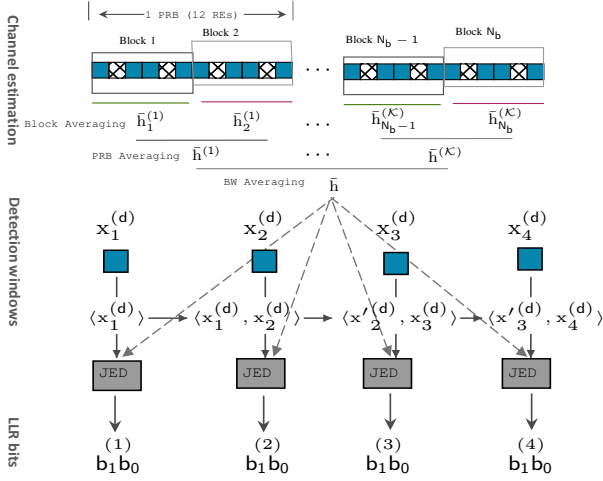 1 PRB (12 REs)
Block 1 Block 2 Block N_b − 1 Block N_b
Channel estimation
· · ·
Block Averaging h̄_1^(1) h̄_2^(1) · · · h̄_{N_b−1}^(𝒦) h̄_{N_b}^(𝒦)
PRB Averaging h̄^(1) · · · h̄^(𝒦)
BW Averaging h̄
Detection windows
x_1^(d) x_2^(d) x_3^(d) x_4^(d)
⟨x_1^(d)⟩ ⟨x_1^(d), x_2^(d)⟩ ⟨x'_2^(d), x_3^(d)⟩ ⟨x'_3^(d), x_4^(d)⟩
JED JED JED JED
LLR bits
(1) (2) (3) (4)
b_1b_0 b_1b_0 b_1b_0 b_1b_0